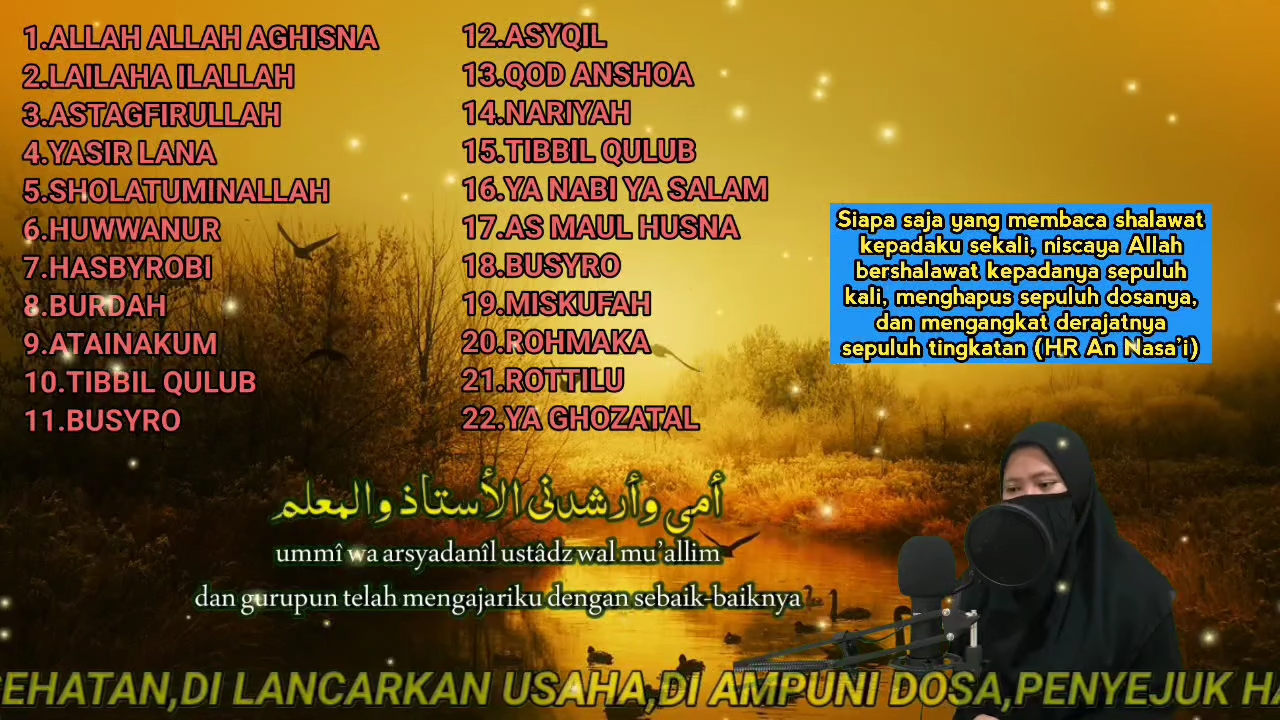 1.ALLAH ALLAH AGHISNA
2.LAILAHA ILALLAH
3.ASTAGFIRULLAH
4.YASIR LANA
5.SHOLATUMINALLAH
6.HUWWANUR
7.HASBYROBI
8.BURDAH
9.ATAINAKUM
10.TIBBIL QULUB
11.BUSYRO
12.ASYQIL
13.QOD ANSHOA
14.NARIYAH
15.TIBBIL QULUB
16.YA NABI YA SALAM
17.AS MAUL HUSNA
18.BUSYRO
19.MISKUFAH
20.ROHMAKA
21.ROTTILU
22.YA GHOZATAL
Siapa saja yang membaca shalawat
kepadaku sekali, niscaya Allah
bershalawat kepadanya sepuluh
kali, menghapus sepuluh dosanya,
dan mengangkat derajatnya
sepuluh tingkatan (HR An Nasa'i)
أمي وأرشدني الأستاذ والمعلم
ummî wa arsyadanîl ustâdz wal mu'allim
dan gurupun telah mengajariku dengan sebaik-baiknya
EHATAN,DI LANCARKAN USAHA,DI AMPUNI DOSA,PENYEJUK HA